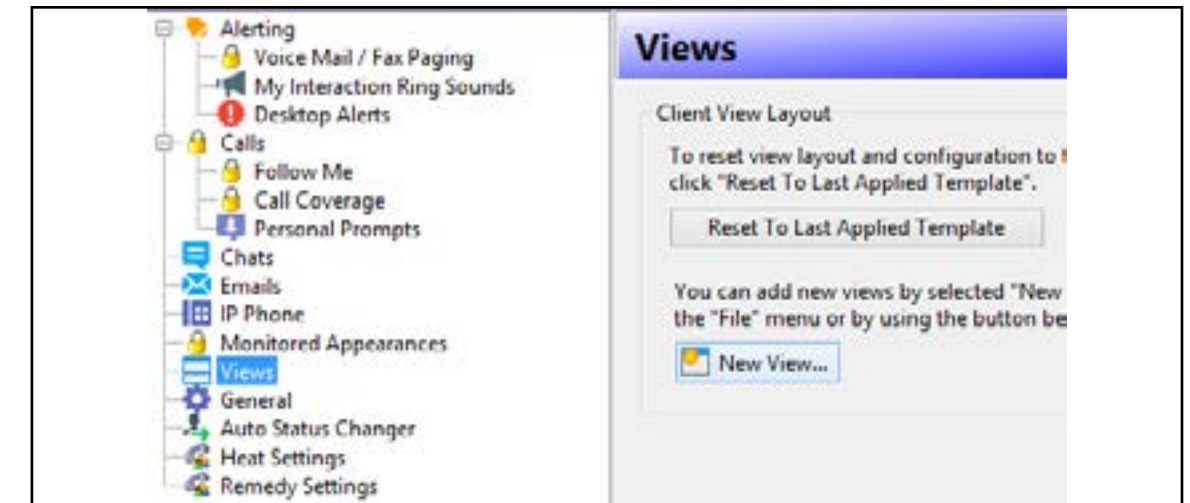 Alerting
Voice Mail / Fax Paging
My Interaction Ring Sounds
Desktop Alerts
Calls
Follow Me
Call Coverage
Personal Prompts
Chats
Emails
IP Phone
Monitored Appearances
Views
General
Auto Status Changer
Heat Settings
Remedy Settings
Views
Client View Layout
To reset view layout and configuration to
click "Reset To Last Applied Template".
Reset To Last Applied Template
You can add new views by selected "New
the "File" menu or by using the button be
New View...